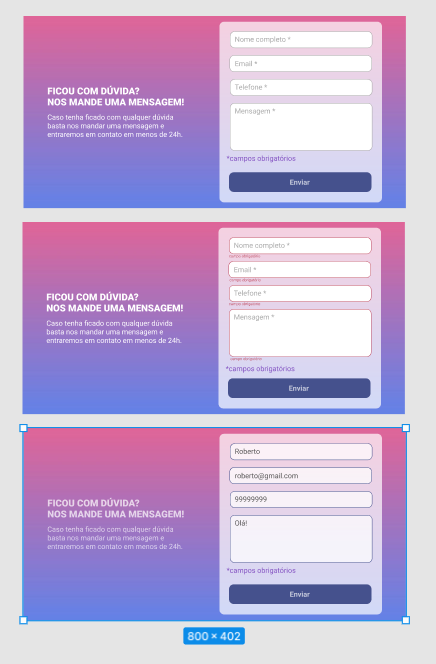 FICOU COM DÚVIDA?
NOS MANDE UMA MENSAGEM!
Caso tenha ficado com qualquer dúvida
basta nos mandar uma mensagem e
entraremos em contato em menos de 24h.
Nome completo *
Email *
Telefone *
Mensagem *
*campos obrigatórios
Enviar
FICOU COM DÚVIDA?
NOS MANDE UMA MENSAGEM!
Caso tenha ficado com qualquer dúvida
basta nos mandar uma mensagem e
entraremos em contato em menos de 24h.
Nome completo *
campo obrigatório
Email *
campo obrigatório
Telefone *
campo obrigatório
Mensagem *
campo obrigatório
*campos obrigatórios
Enviar
FICOU COM DÚVIDA?
NOS MANDE UMA MENSAGEM!
Caso tenha ficado com qualquer dúvida
basta nos mandar uma mensagem e
entraremos em contato em menos de 24h.
Roberto
roberto@gmail.com
99999999
Olá!
*campos obrigatórios
Enviar
800 × 402